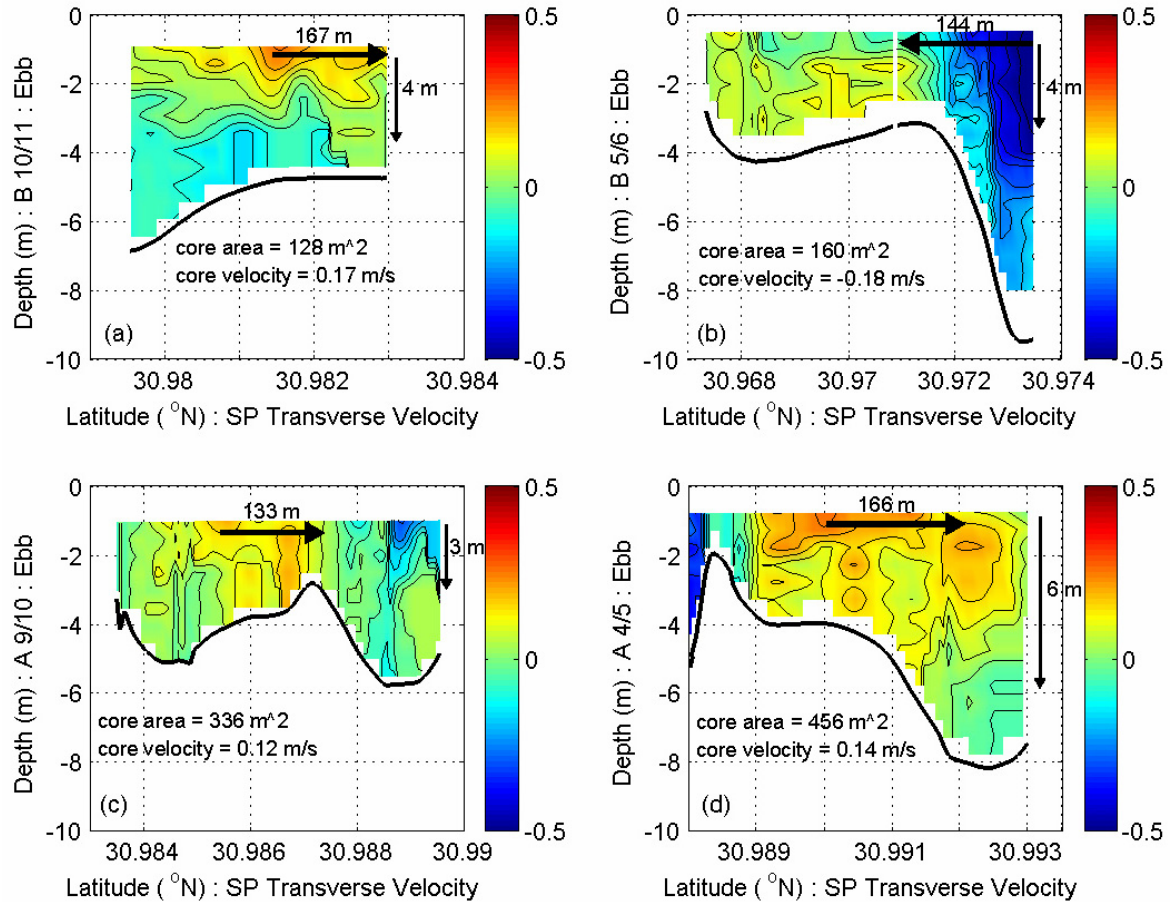 0
-2
-4
-6
-8
-10
Depth (m) : B 10/11 : Ebb
167 m
4 m
core area = 128 m^2
core velocity = 0.17 m/s
(a)
30.98
30.982
30.984
Latitude ( °N) : SP Transverse Velocity
0.5
0
-0.5
0
-2
-4
-6
-8
-10
Depth (m) : B 5/6 : Ebb
144 m
4 m
core area = 160 m^2
core velocity = -0.18 m/s
(b)
30.968
30.97
30.972
30.974
Latitude ( °N) : SP Transverse Velocity
0.5
0
-0.5
0
-2
-4
-6
-8
-10
Depth (m) : A 9/10 : Ebb
133 m
3 m
core area = 336 m^2
core velocity = 0.12 m/s
(c)
30.984
30.986
30.988
30.99
Latitude ( °N) : SP Transverse Velocity
0.5
0
-0.5
0
-2
-4
-6
-8
-10
Depth (m) : A 4/5 : Ebb
166 m
6 m
core area = 456 m^2
core velocity = 0.14 m/s
(d)
30.989
30.991
30.993
Latitude ( °N) : SP Transverse Velocity
0.5
0
-0.5